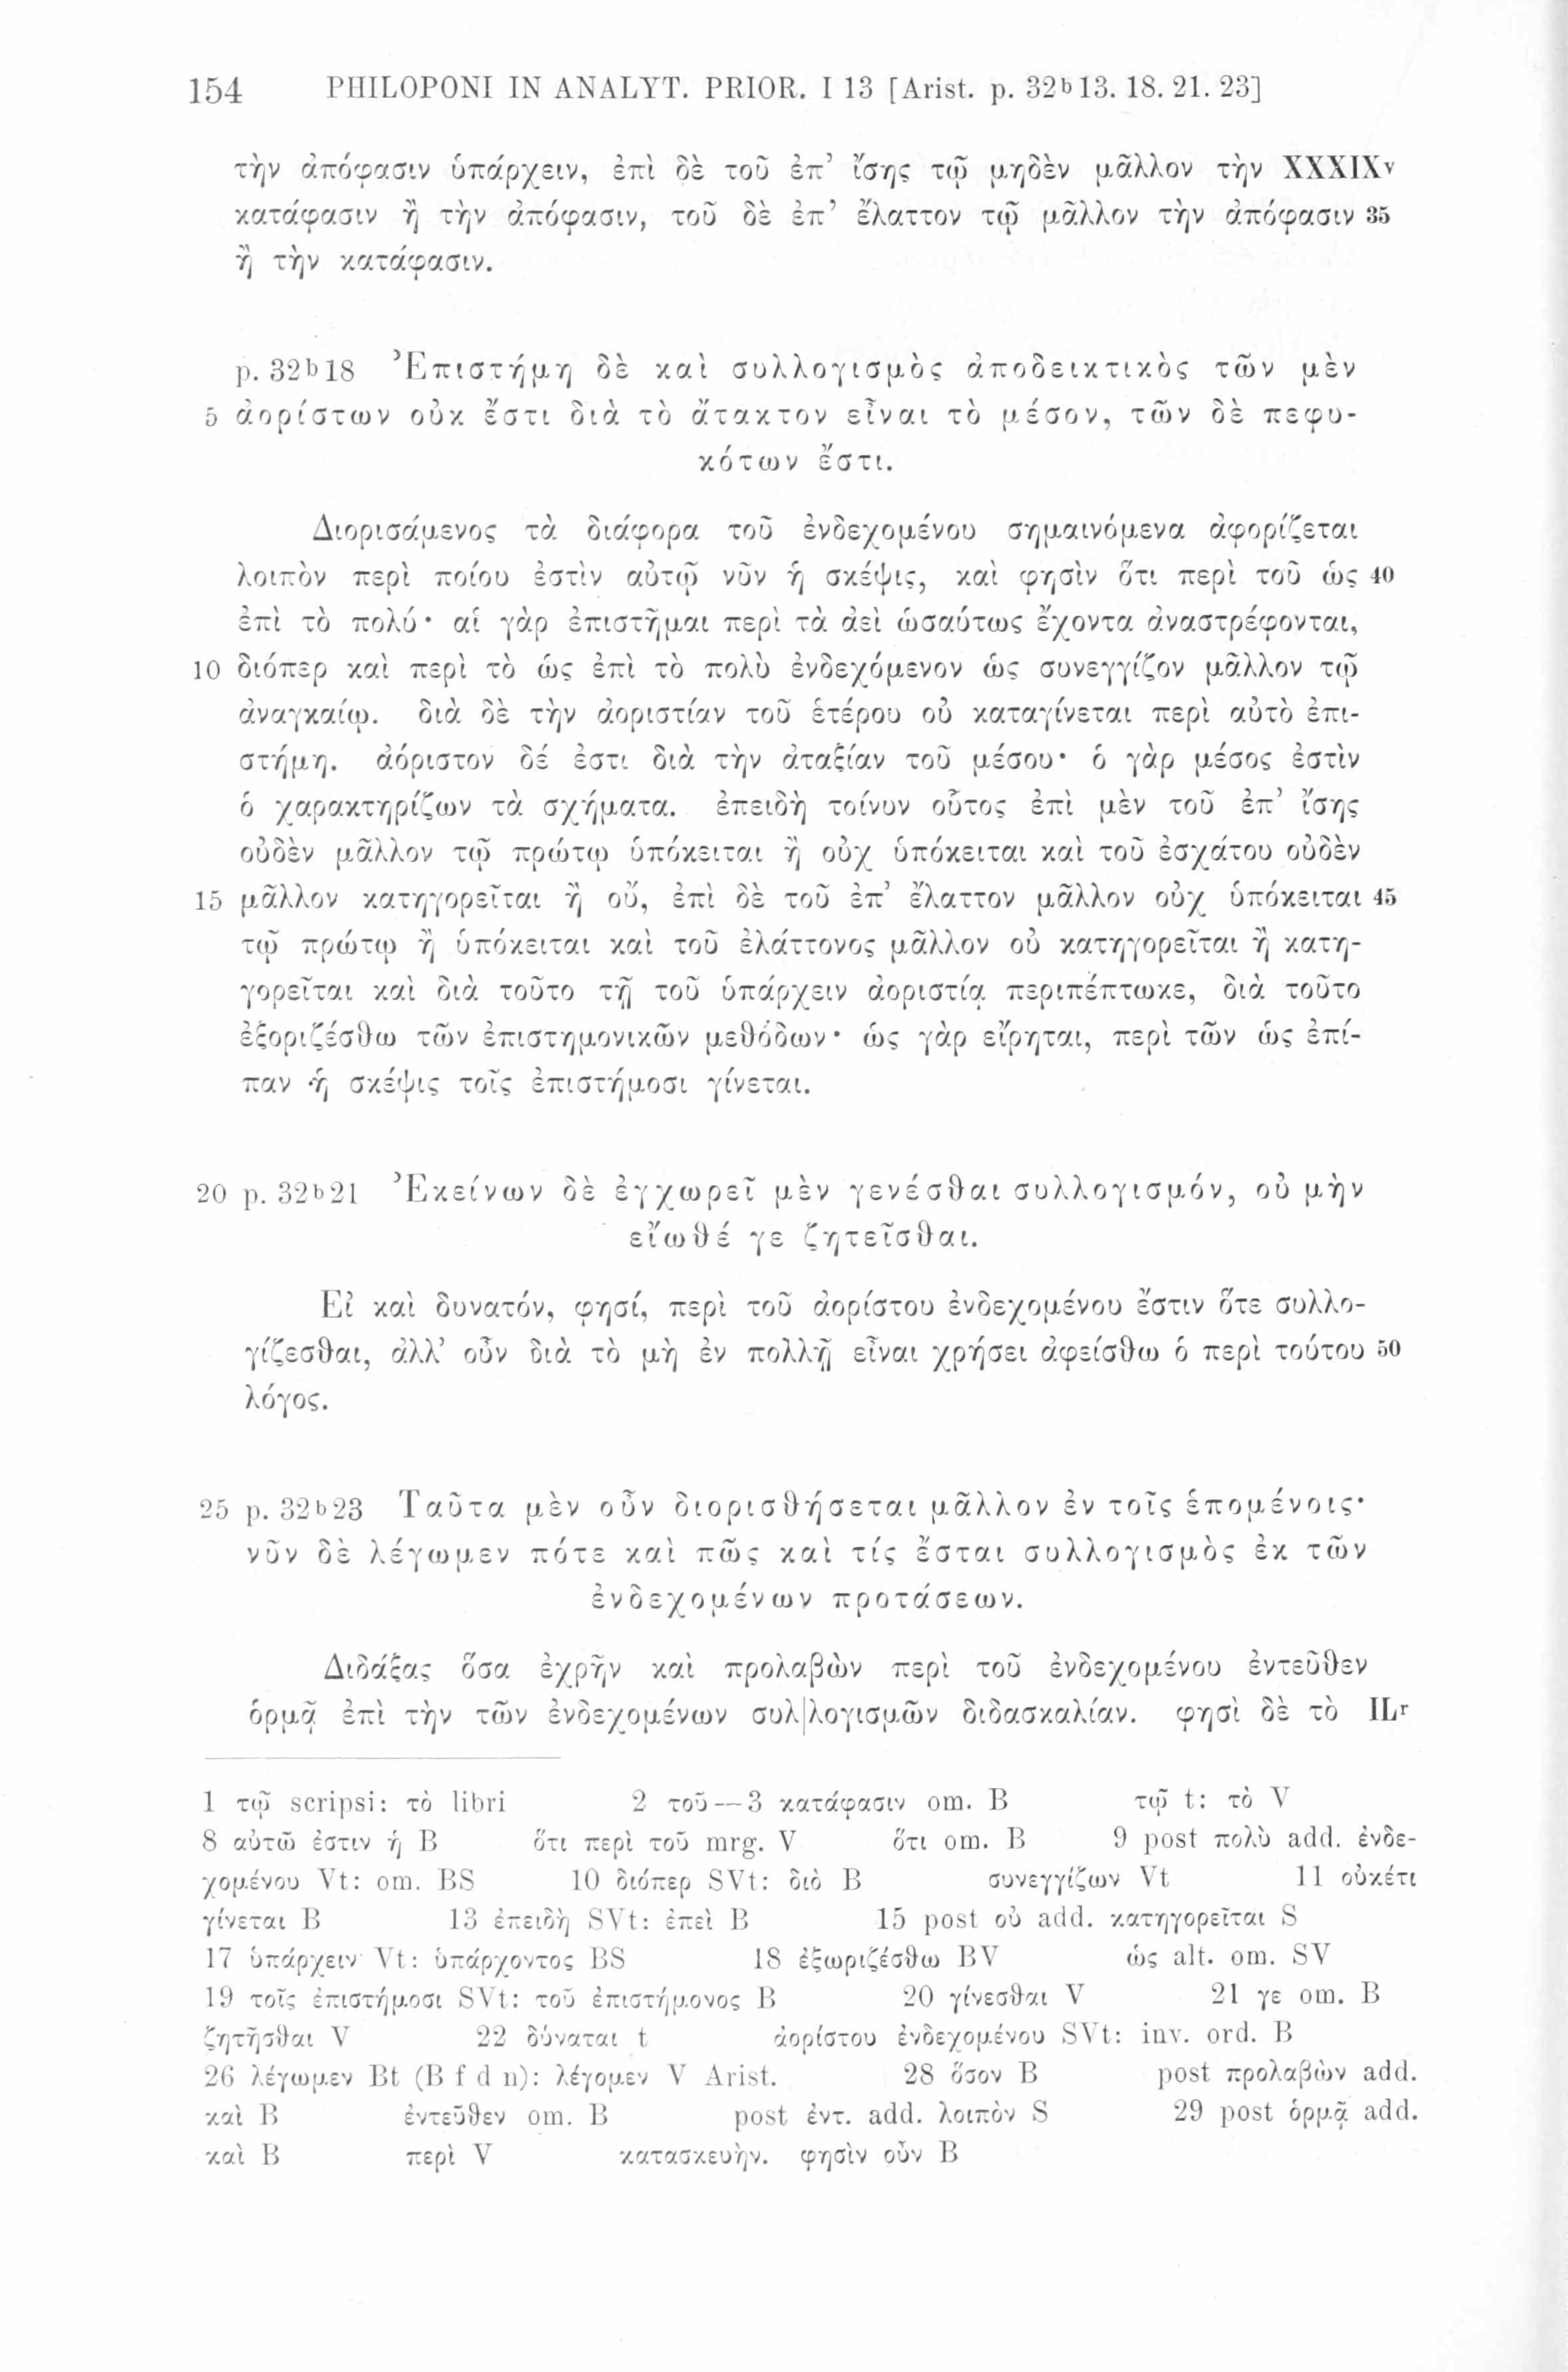 154 PHILOPONI IN ANALYT. PRIOR. I 13 [Arist. p. 32b13. 18. 21. 23]
τὴν ἀπόφασιν ὑπάρχειν, ἐπὶ δὲ τοῦ ἐπ’ ἴσης τῷ μηδὲν μᾶλλον τὴν XXXIXv
κατάφασιν ἢ τὴν ἀπόφασιν, τοῦ δὲ ἐπ’ ἔλαττον τῷ μᾶλλον τὴν ἀπόφασιν 35
ἢ τὴν κατάφασιν.
p. 32b18 Ἐπιστήμη δὲ καὶ συλλογισμὸς ἀποδεικτικὸς τῶν μὲν
5 ἀορίστων οὐκ ἔστι διὰ τὸ ἄτακτον εἶναι τὸ μέσον, τῶν δὲ πεφυ-
κότων ἔστι.
Διορισάμενος τὰ διάφορα τοῦ ἐνδεχομένου σημαινόμενα ἀφορίζεται
λοιπὸν περὶ ποίου ἐστὶν αὐτῷ νῦν ἡ σκέψις, καὶ φησὶν ὅτι περὶ τοῦ ὡς 40
ἐπὶ τὸ πολύ· αἱ γὰρ ἐπιστῆμαι περὶ τὰ ἀεὶ ὡσαύτως ἔχοντα ἀναστρέφονται,
10 διόπερ καὶ περὶ τὸ ὡς ἐπὶ τὸ πολὺ ἐνδεχόμενον ὡς συνεγγίζον μᾶλλον τῷ
ἀναγκαίῳ. διὰ δὲ τὴν ἀοριστίαν τοῦ ἑτέρου οὐ καταγίνεται περὶ αὐτὸ ἐπι-
στήμη. ἀόριστον δέ ἐστι διὰ τὴν ἀταξίαν τοῦ μέσου· ὁ γὰρ μέσος ἐστὶν
ὁ χαρακτηρίζων τὰ σχήματα. ἐπειδὴ τοίνυν οὗτος ἐπὶ μὲν τοῦ ἐπ’ ἴσης
οὐδὲν μᾶλλον τῷ πρώτῳ ὑπόκειται ἢ οὐχ ὑπόκειται καὶ τοῦ ἐσχάτου οὐδὲν
15 μᾶλλον κατηγορεῖται ἢ οὔ, ἐπὶ δὲ τοῦ ἐπ’ ἔλαττον μᾶλλον οὐχ ὑπόκειται 45
τῷ πρώτῳ ἢ ὑπόκειται καὶ τοῦ ἐλάττονος μᾶλλον οὐ κατηγορεῖται ἢ κατη-
γορεῖται καὶ διὰ τοῦτο τῇ τοῦ ὑπάρχειν ἀοριστίᾳ περιπέπτωκε, διὰ τοῦτο
ἐξοριζέσθω τῶν ἐπιστημονικῶν μεθόδων· ὡς γὰρ εἴρηται, περὶ τῶν ὡς ἐπί-
παν ἡ σκέψις τοῖς ἐπιστήμοσι γίνεται.
20 p. 32b21 Ἐκείνων δὲ ἐγχωρεῖ μὲν γενέσθαι συλλογισμόν, οὐ μὴν
εἴωθέ γε ζητεῖσθαι.
Εἰ καὶ δυνατόν, φησί, περὶ τοῦ ἀορίστου ἐνδεχομένου ἔστιν ὅτε συλλο-
γίζεσθαι, ἀλλ’ οὖν διὰ τὸ μὴ ἐν πολλῇ εἶναι χρήσει ἀφείσθω ὁ περὶ τούτου 50
λόγος.
25 p. 32b23 Ταῦτα μὲν οὖν διορισθήσεται μᾶλλον ἐν τοῖς ἑπομένοις·
νῦν δὲ λέγωμεν πότε καὶ πῶς καὶ τίς ἔσται συλλογισμὸς ἐκ τῶν
ἐνδεχομένων προτάσεων.
Διδάξας ὅσα ἐχρῆν καὶ προλαβὼν περὶ τοῦ ἐνδεχομένου ἐντεῦθεν
ὁρμᾷ ἐπὶ τὴν τῶν ἐνδεχομένων συλ|λογισμῶν διδασκαλίαν. φησὶ δὲ τὸ ILr
1 τῷ scripsi: τὸ libri 2 τοῦ—3 κατάφασιν om. B τῷ t: τὸ V
8 αὐτῶ ἐστιν ἡ B ὅτι περὶ τοῦ mrg. V ὅτι om. B 9 post πολὺ add. ἐνδε-
χομένου Vt: om. BS 10 διόπερ SVt: διὸ B συνεγγίζων Vt 11 οὐκέτι
γίνεται B 13 ἐπειδὴ SVt: ἐπεὶ B 15 post οὐ add. κατηγορεῖται S
17 ὑπάρχειν Vt: ὑπάρχοντος BS 18 ἐξωριζέσθω BV ὡς alt. om. SV
19 τοῖς ἐπιστήμοσι SVt: τοῦ ἐπιστήμονος B 20 γίνεσθαι V 21 γε om. B
ζητῆσθαι V 22 δύναται t ἀορίστου ἐνδεχομένου SVt: inv. ord. B
26 λέγωμεν Bt (B f d n): λέγομεν V Arist. 28 ὅσον B post προλαβὼν add.
καὶ B ἐντεῦθεν om. B post ἐντ. add. λοιπὸν S 29 post ὁρμᾷ add.
καὶ B περὶ V κατασκευὴν. φησὶν οὖν B